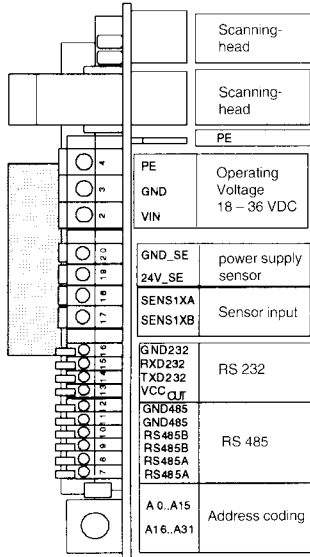 Scanning-
head
Scanning-
head
PE
4 PE
3 GND
2 VIN
Operating
Voltage
18 – 36 VDC
20 GND_SE
19 24V_SE
power supply
sensor
18 SENS1XA
17 SENS1XB
Sensor input
16 GND232
15 RXD232
14 TXD232
13 VCC OUT
RS 232
12 GND485
11 GND485
10 RS485B
9 RS485B
8 RS485A
7 RS485A
RS 485
A 0..A15
A16..A31
Address coding